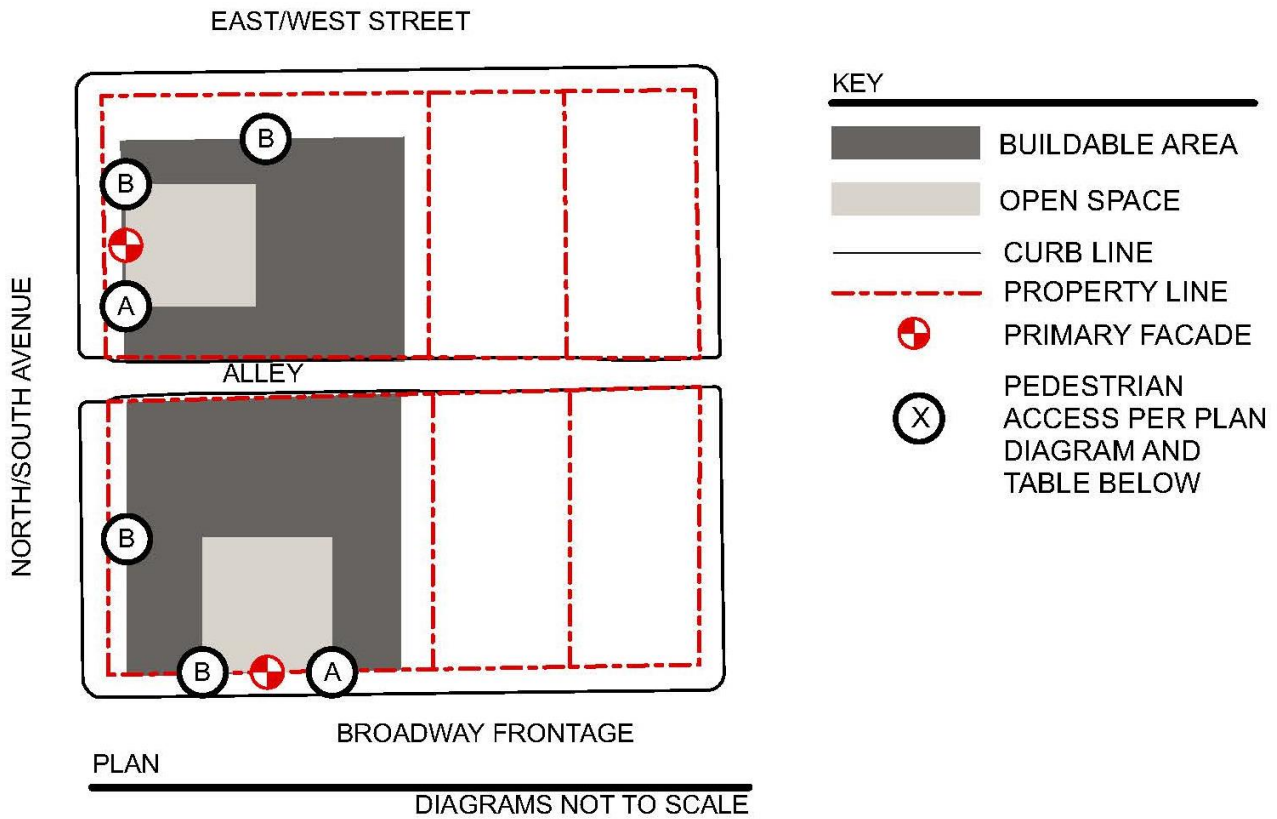 EAST/WEST STREET
B
B
A
NORTH/SOUTH AVENUE
ALLEY
B
B
A
BROADWAY FRONTAGE
PLAN
DIAGRAMS NOT TO SCALE
KEY
BUILDABLE AREA
OPEN SPACE
CURB LINE
PROPERTY LINE
PRIMARY FACADE
X
PEDESTRIAN
ACCESS PER PLAN
DIAGRAM AND
TABLE BELOW